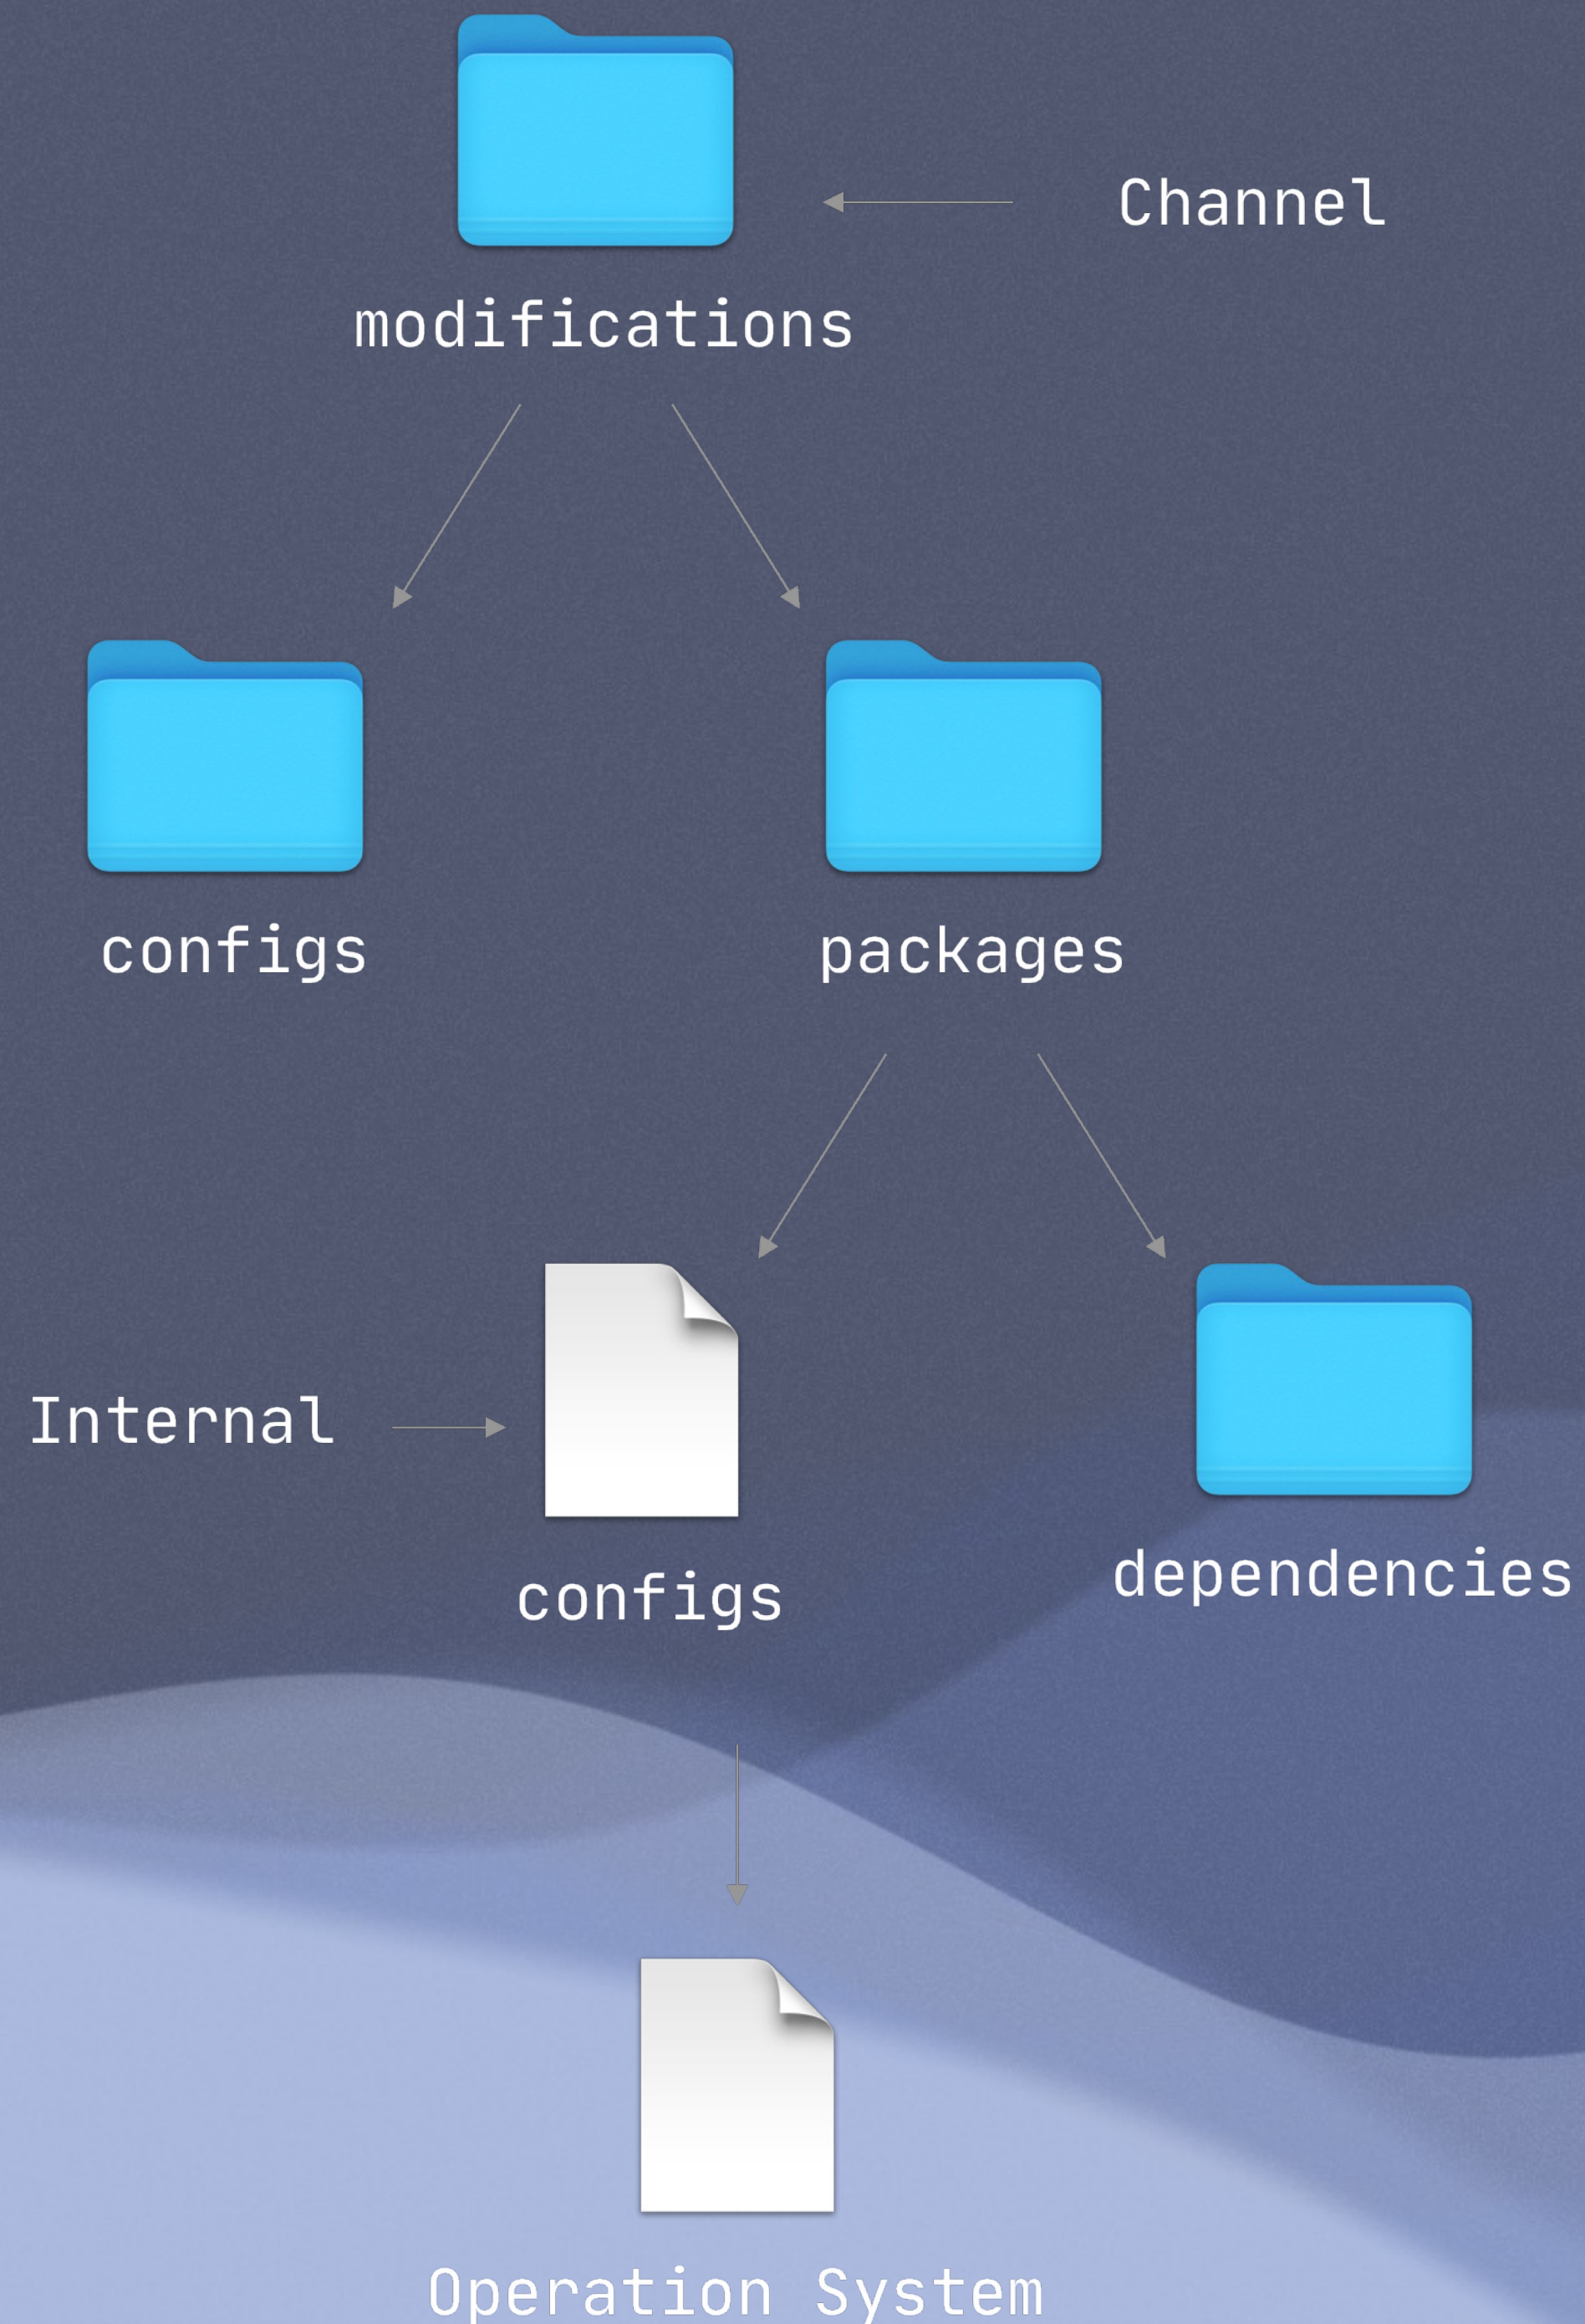 Channel
modifications
configs
packages
Internal
configs
dependencies
Operation System